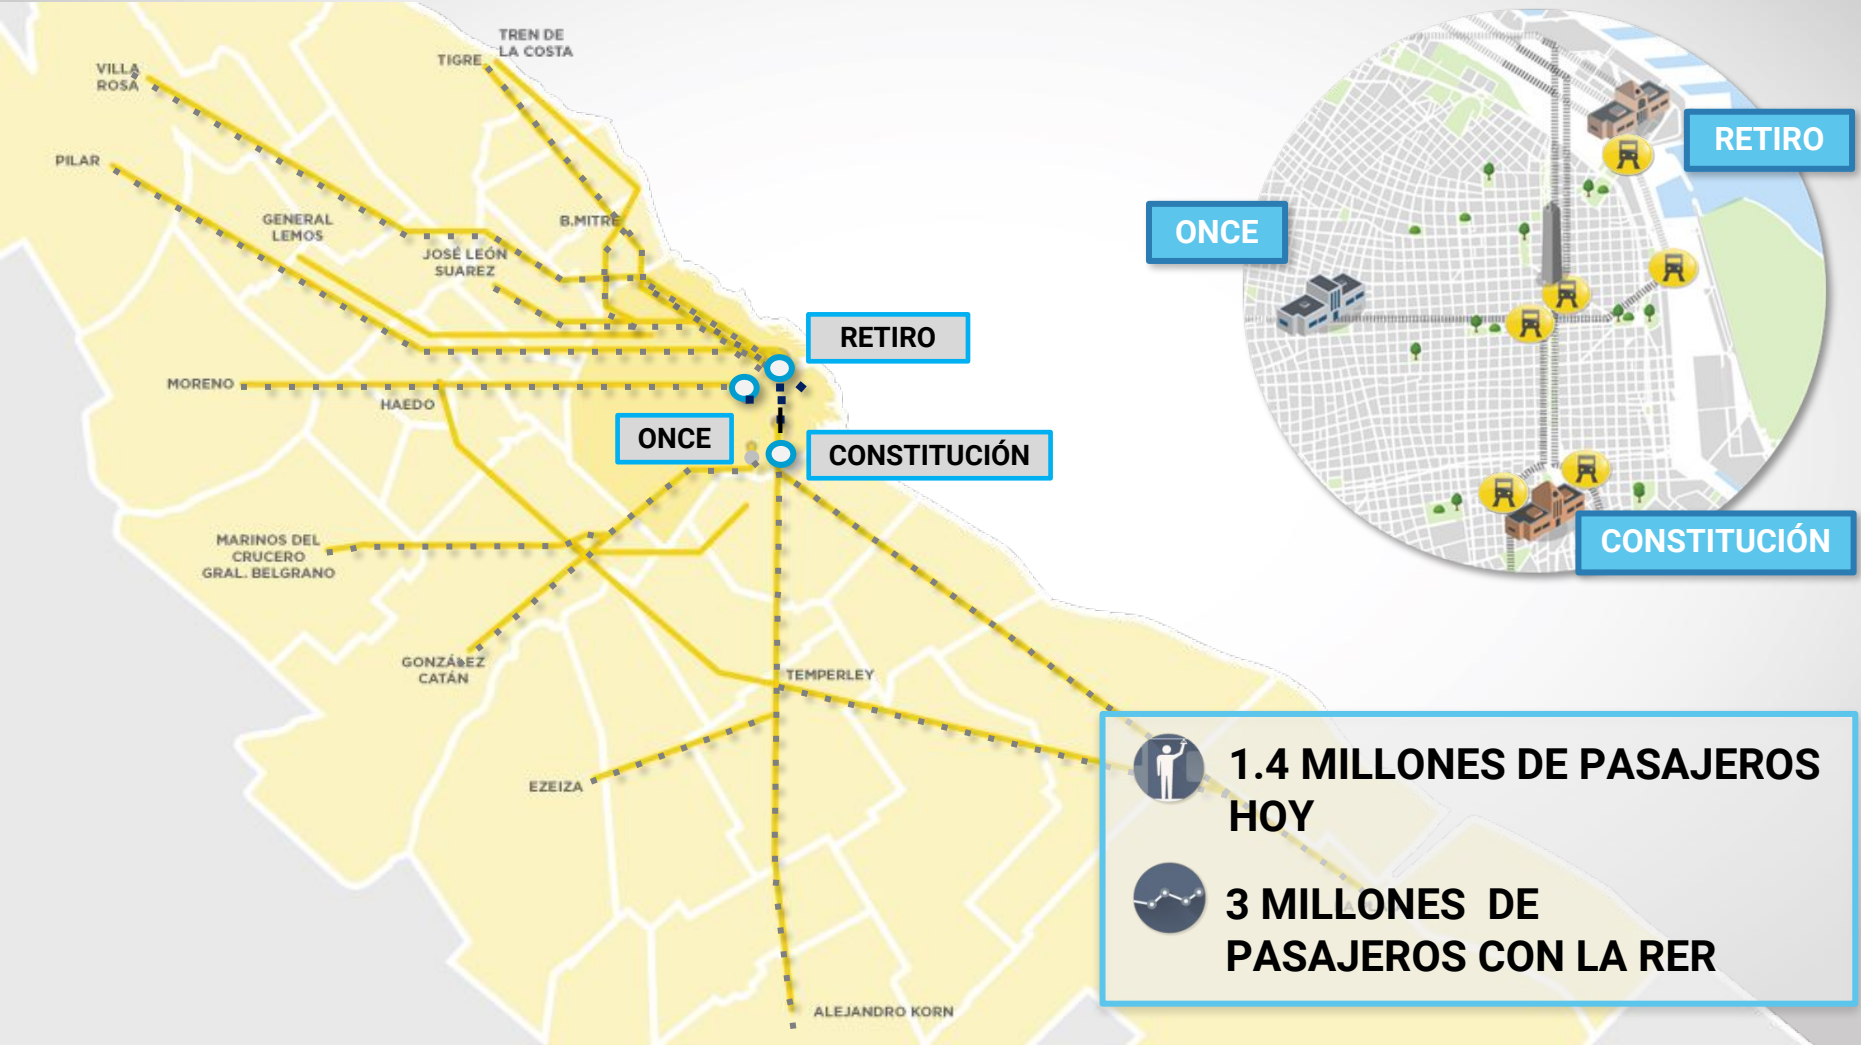 TREN DE
LA COSTA
TIGRE
VILLA
ROSA
PILAR
GENERAL
LEMOS
B.MITRE
JOSÉ LEÓN
SUAREZ
MORENO
HAEDO
RETIRO
ONCE
CONSTITUCIÓN
MARINOS DEL
CRUCERO
GRAL. BELGRANO
GONZÁLEZ
CATÁN
TEMPERLEY
EZEIZA
ALEJANDRO KORN
RETIRO
ONCE
CONSTITUCIÓN
1.4 MILLONES DE PASAJEROS
HOY
3 MILLONES DE
PASAJEROS CON LA RER